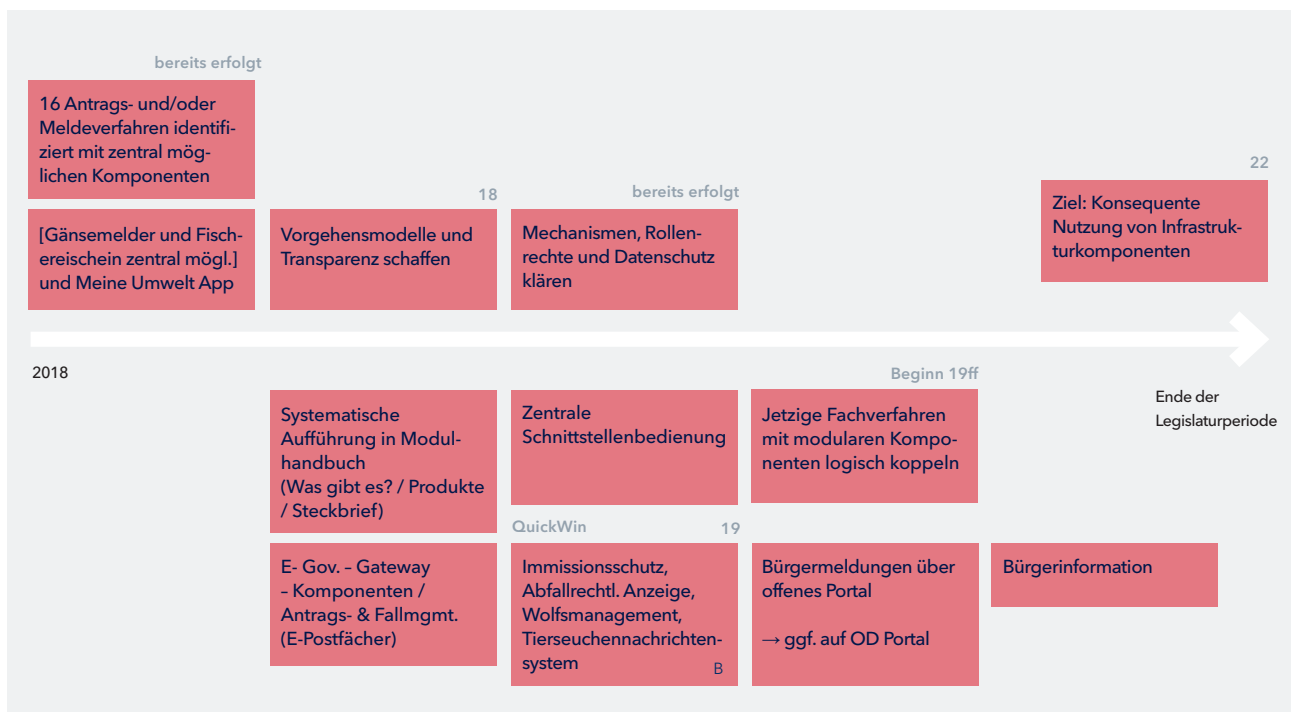 bereits erfolgt
16 Antrags- und/oder
Meldeverfahren identifi-
ziert mit zentral mög-
lichen Komponenten
[Gänsemelder und Fisch-
ereischein zentral mögl.]
und Meine Umwelt App
18
Vorgehensmodelle und
Transparenz schaffen
bereits erfolgt
Mechanismen, Rollen-
rechte und Datenschutz
klären
22
Ziel: Konsequente
Nutzung von Infrastruk-
turkomponenten
2018
Ende der
Legislaturperiode
Systematische
Aufführung in Modul-
handbuch
(Was gibt es? / Produkte
/ Steckbrief)
Zentrale
Schnittstellenbedienung
Beginn 19ff
Jetzige Fachverfahren
mit modularen Kompo-
nenten logisch koppeln
E- Gov. – Gateway
– Komponenten /
Antrags- & Fallmgmt.
(E-Postfächer)
QuickWin 19
Immissionsschutz,
Abfallrechtl. Anzeige,
Wolfsmanagement,
Tierseuchennachrichten-
system
B
Bürgermeldungen über
offenes Portal
→ ggf. auf OD Portal
Bürgerinformation